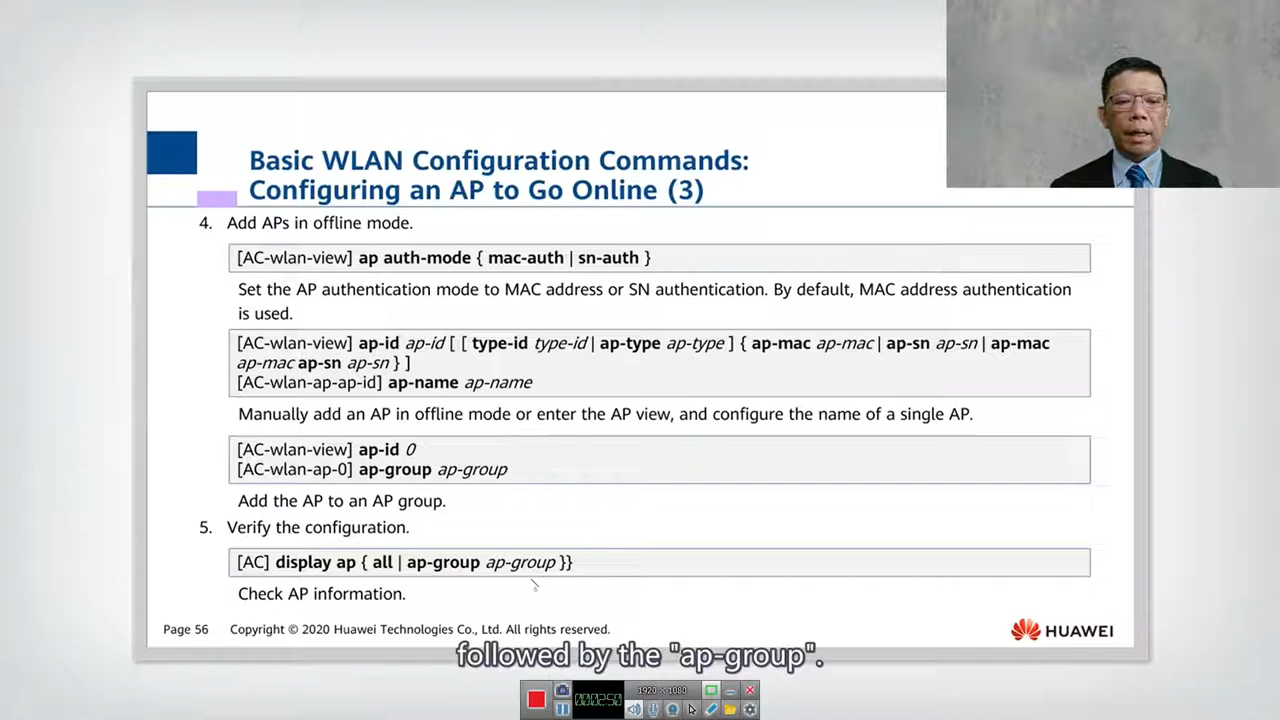 Basic WLAN Configuration Commands:
Configuring an AP to Go Online (3)
4. Add APs in offline mode.
[AC-wlan-view] ap auth-mode { mac-auth | sn-auth }
Set the AP authentication mode to MAC address or SN authentication. By default, MAC address authentication
is used.
[AC-wlan-view] ap-id ap-id [ [ type-id type-id | ap-type ap-type ] { ap-mac ap-mac | ap-sn ap-sn | ap-mac
ap-mac ap-sn ap-sn } ]
[AC-wlan-ap-ap-id] ap-name ap-name
Manually add an AP in offline mode or enter the AP view, and configure the name of a single AP.
[AC-wlan-view] ap-id 0
[AC-wlan-ap-0] ap-group ap-group
Add the AP to an AP group.
5. Verify the configuration.
[AC] display ap { all | ap-group ap-group }}
Check AP information.
Page 56 Copyright © 2020 Huawei Technologies Co., Ltd. All rights reserved.
HUAWEI
followed by the "ap-group".
1920 × 1080
00:02:50